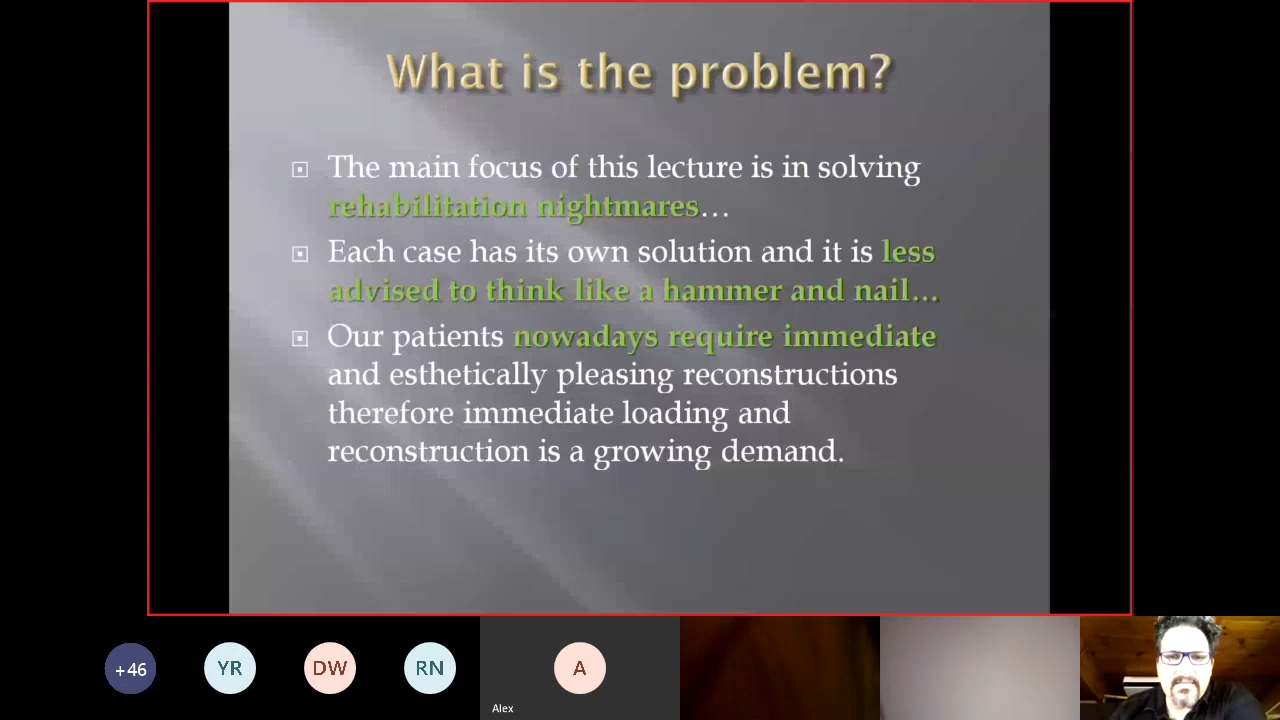 What is the problem?
The main focus of this lecture is in solving
rehabilitation nightmares…
Each case has its own solution and it is less
advised to think like a hammer and nail…
Our patients nowadays require immediate
and esthetically pleasing reconstructions
therefore immediate loading and
reconstruction is a growing demand.
+46
YR
DW
RN
A
Alex